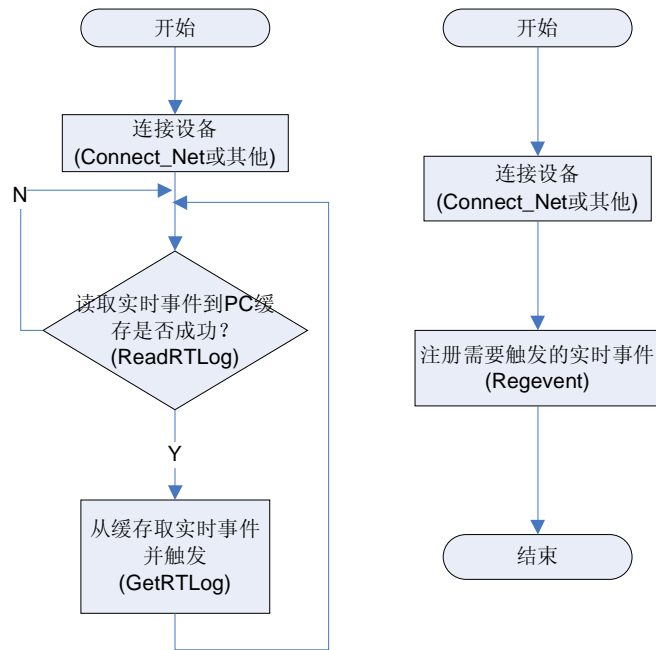 开始
连接设备
(Connect_Net或其他)
N
读取实时事件到PC缓
存是否成功？
(ReadRTLog)
Y
从缓存取实时事件
并触发
(GetRTLog)
开始
连接设备
(Connect_Net或其他)
注册需要触发的实时事件
(Regevent)
结束